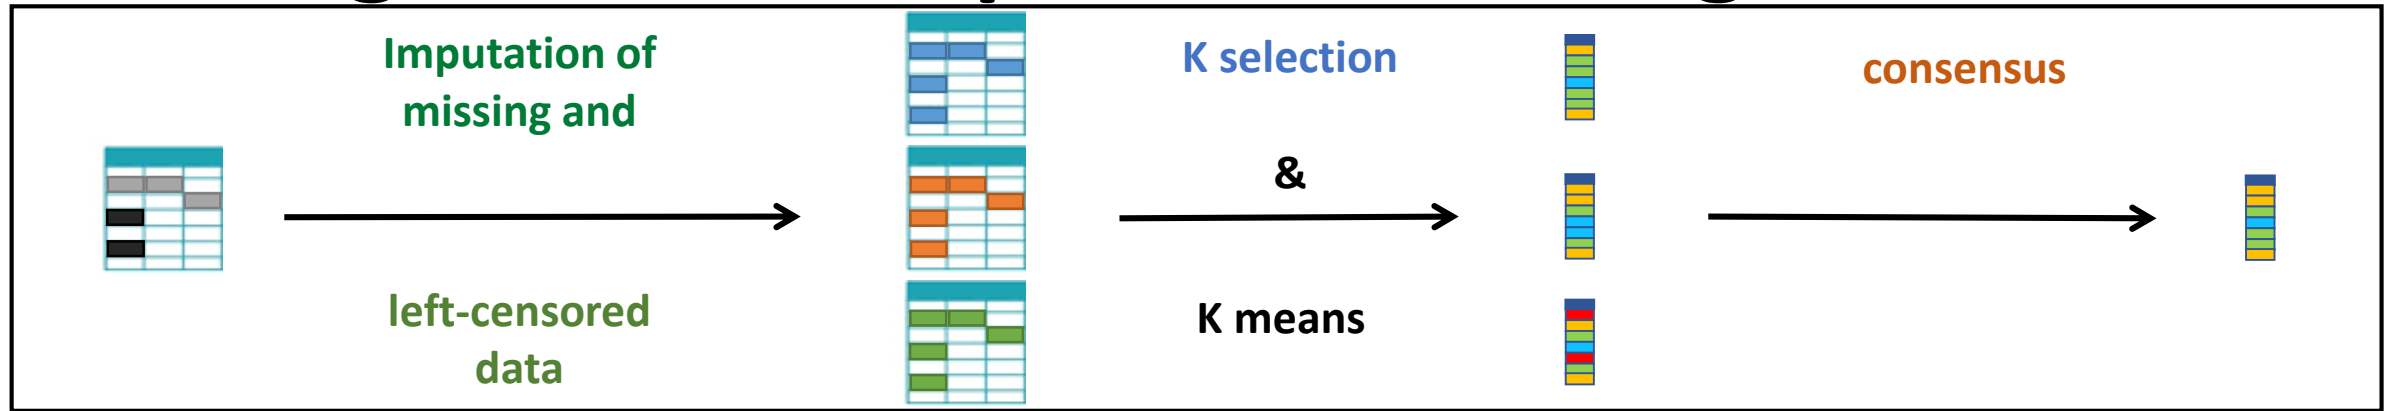 Imputation of
missing and
left-censored
data
K selection
&
K means
consensus